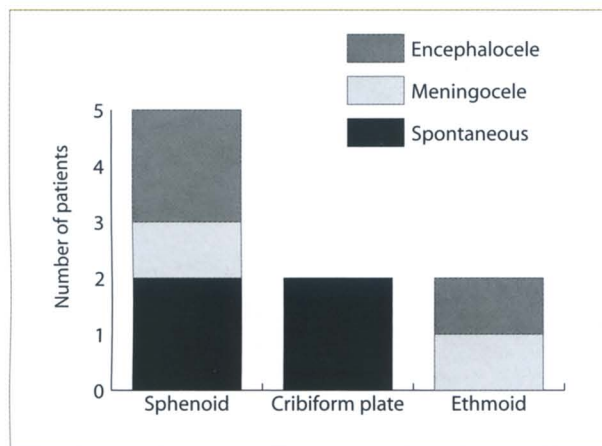 Encephalocele
Meningocele
Spontaneous
Number of patients
5
4
3
2
1
0
Sphenoid
Cribiform plate
Ethmoid